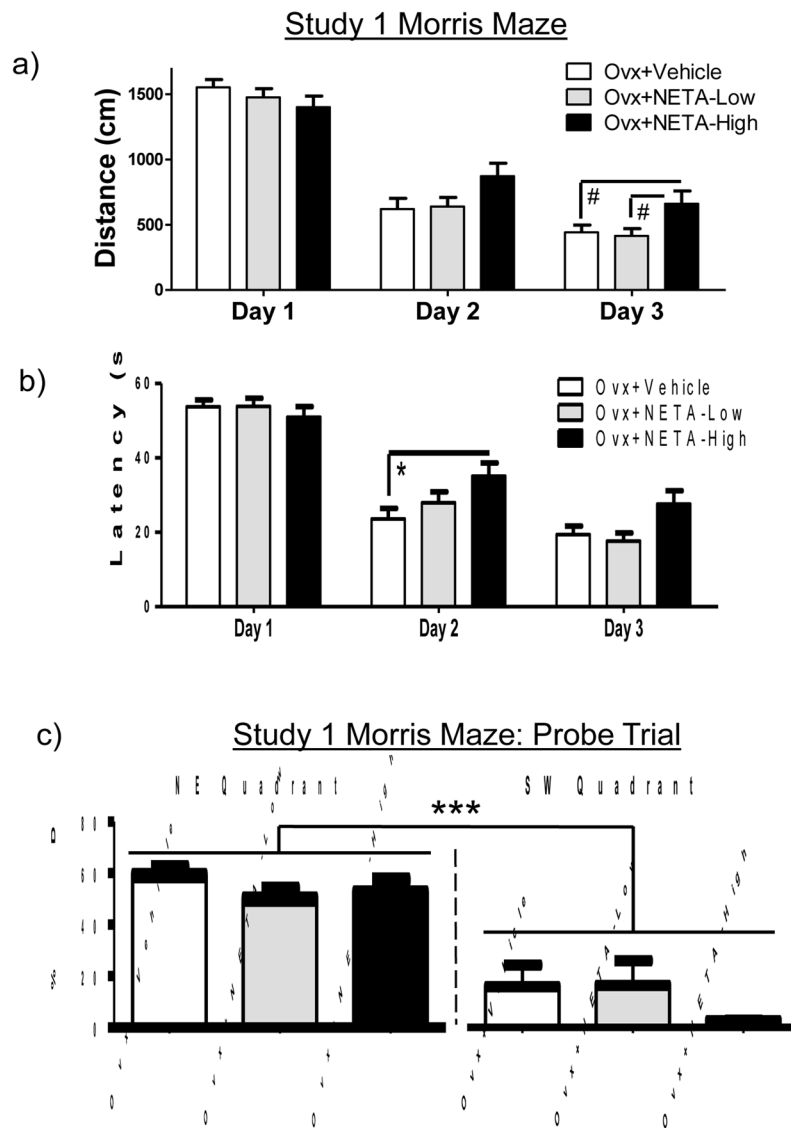 Study 1 Morris Maze
a)
Ovx+Vehicle
Ovx+NETA-Low
Ovx+NETA-High
Distance (cm)
1500
1000
500
0
#
#
Day 1
Day 2
Day 3
b)
Latency (s
60
40
20
0
Ovx+Vehicle
Ovx+NETA-Low
Ovx+NETA-High
*
Day 1
Day 2
Day 3
c)
Study 1 Morris Maze: Probe Trial
NE Quadrant
SW Quadrant
***
% D
80
60
40
20
0